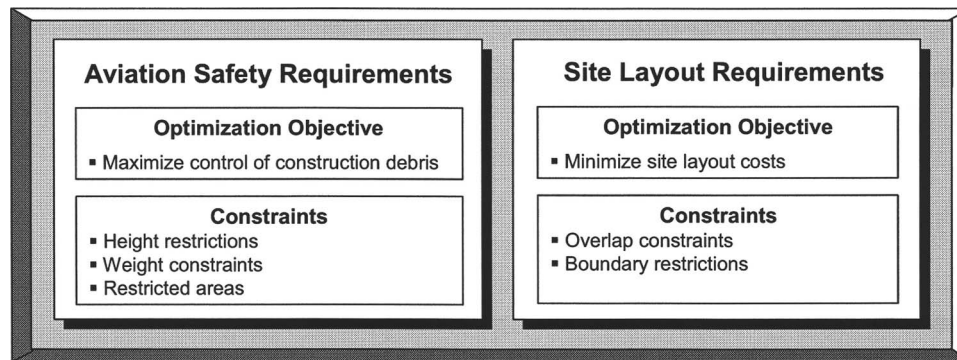 Aviation Safety Requirements
Optimization Objective
▪ Maximize control of construction debris
Constraints
▪ Height restrictions
▪ Weight constraints
▪ Restricted areas
Site Layout Requirements
Optimization Objective
▪ Minimize site layout costs
Constraints
▪ Overlap constraints
▪ Boundary restrictions